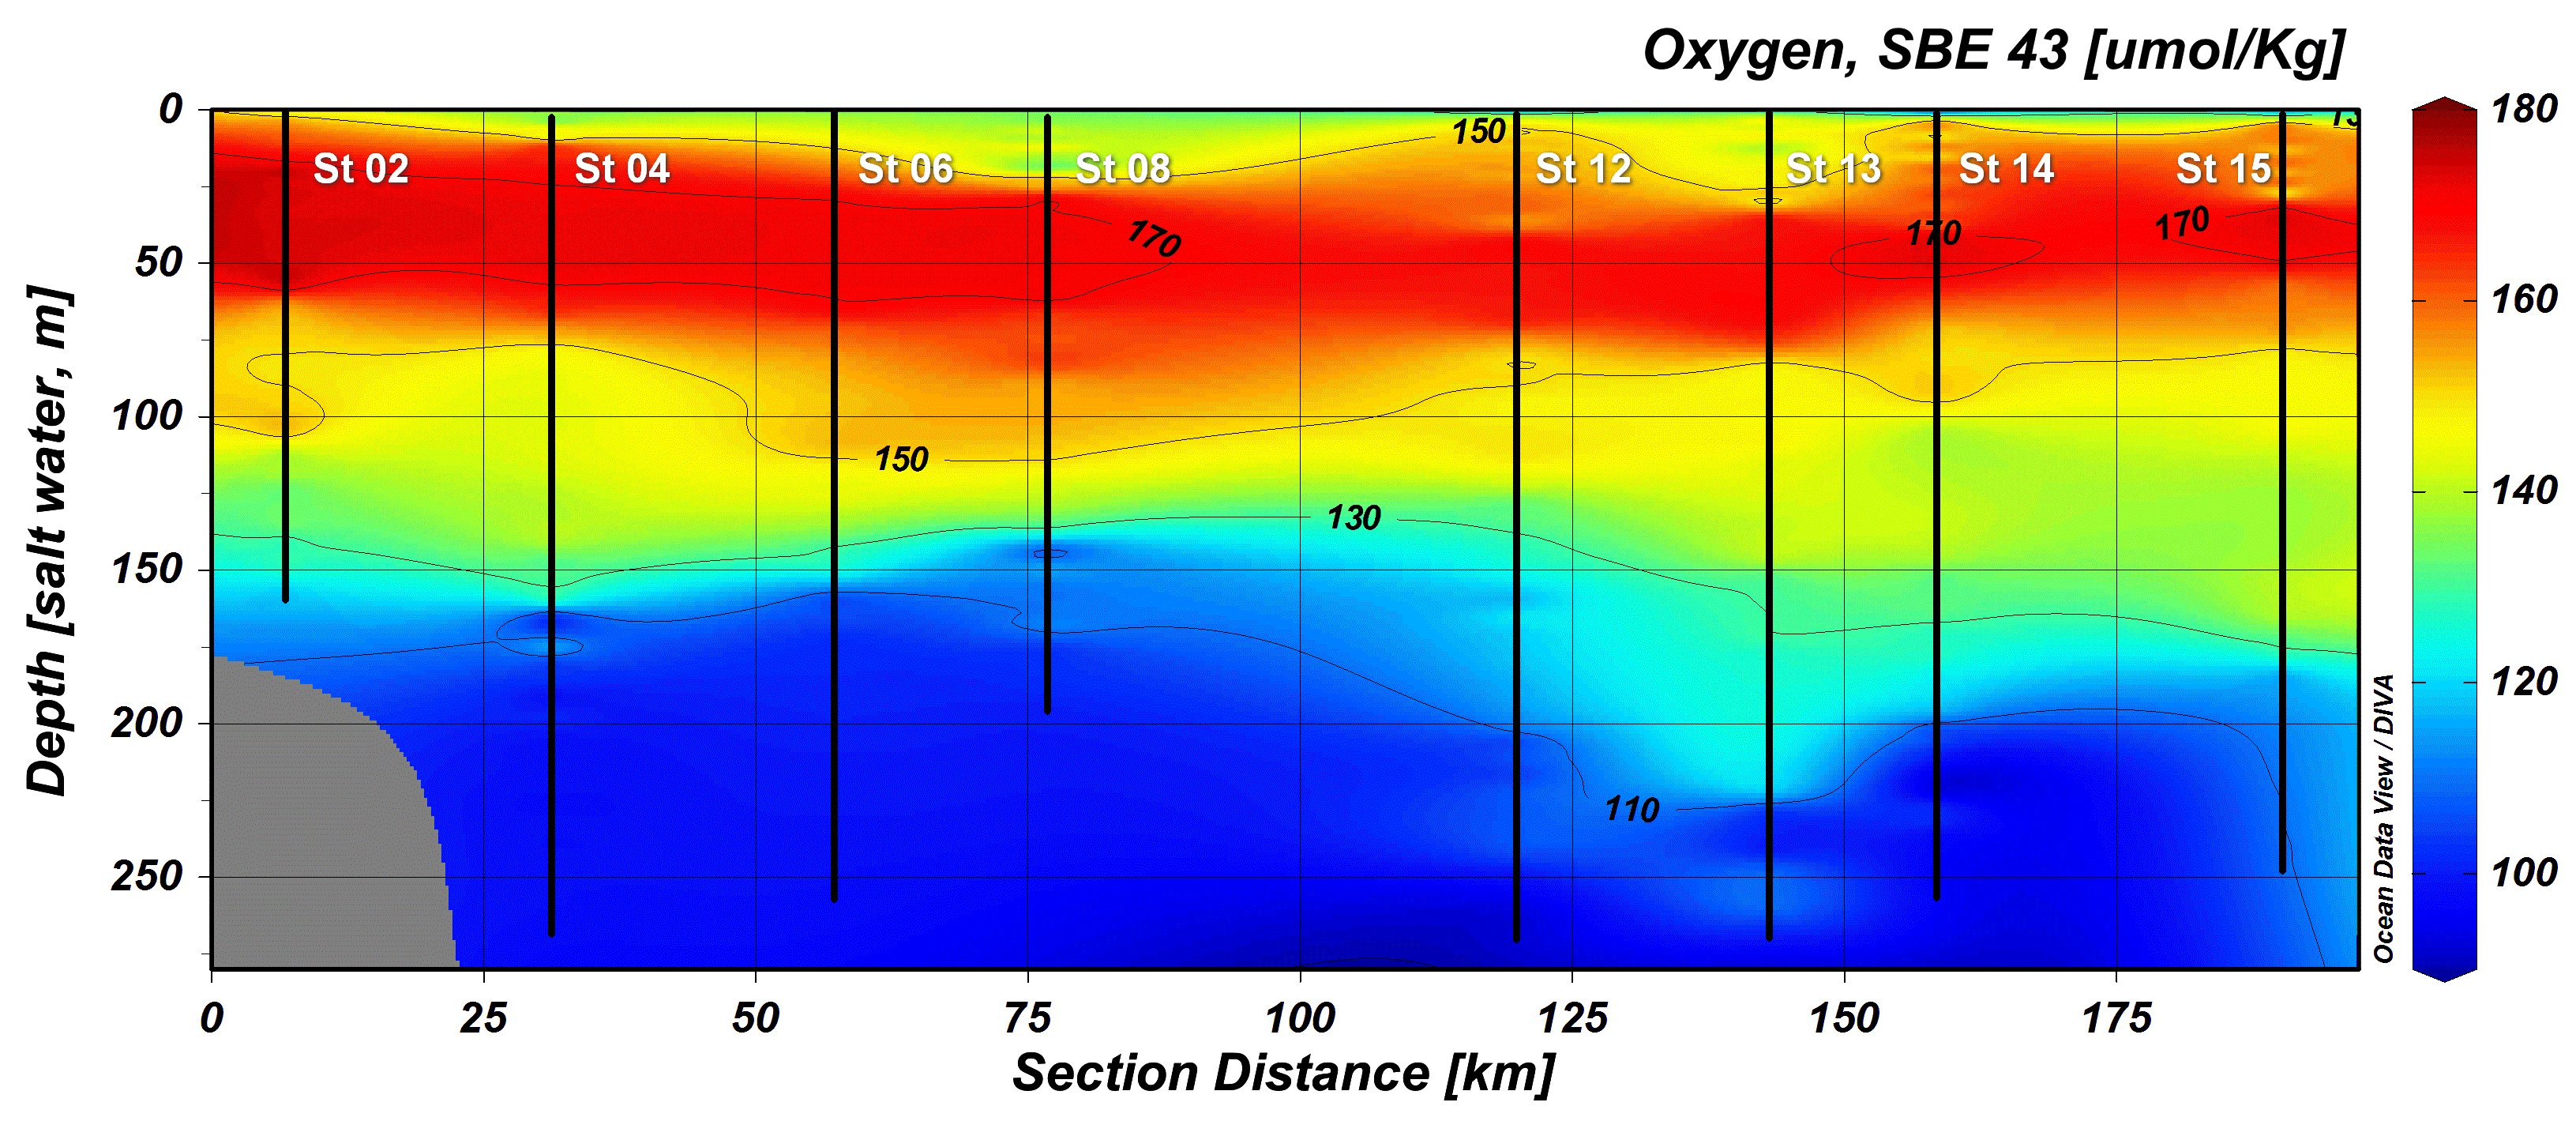 Oxygen, SBE 43 [umol/Kg]
0
50
100
150
200
250
Depth [salt water, m]
150
St 02
St 04
St 06
St 08
St 12
St 13
St 14
St 15
170
170
170
150
130
110
0
25
50
75
100
125
150
175
Section Distance [km]
Ocean Data View / DIVA
180
160
140
120
100